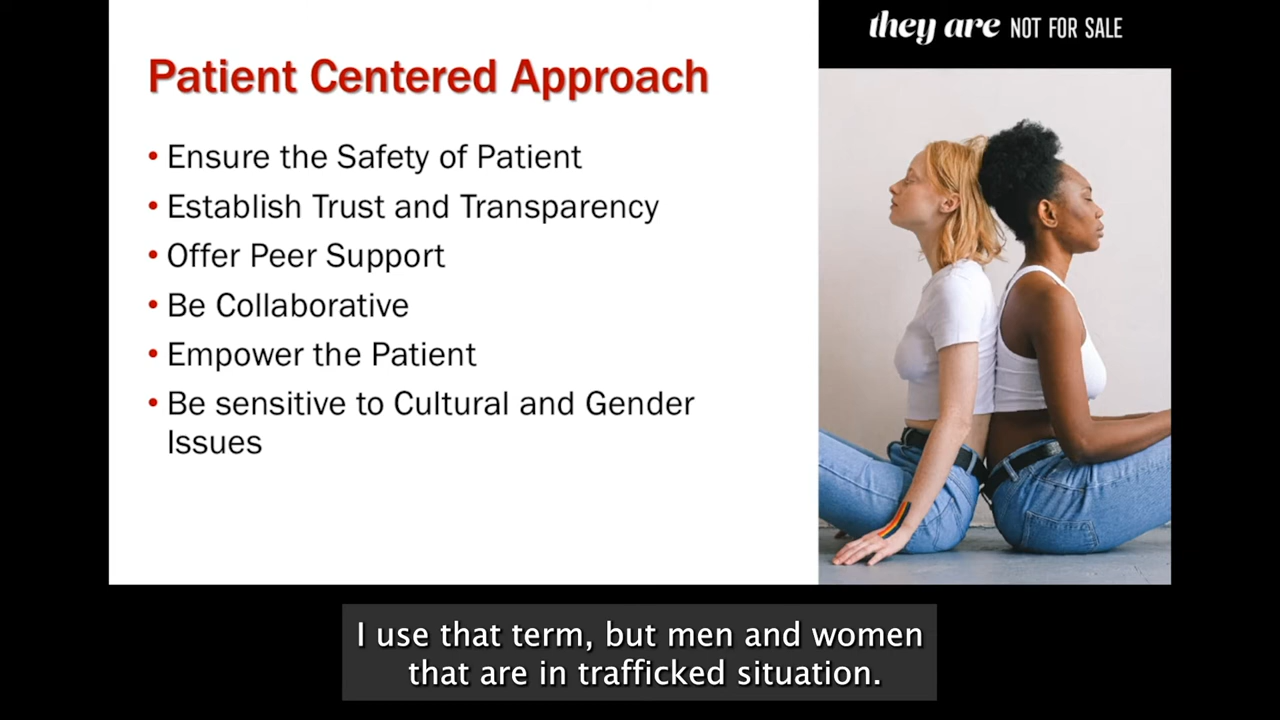 they are NOT FOR SALE
Patient Centered Approach
• Ensure the Safety of Patient
• Establish Trust and Transparency
• Offer Peer Support
• Be Collaborative
• Empower the Patient
• Be sensitive to Cultural and Gender
Issues
I use that term, but men and women
that are in trafficked situation.